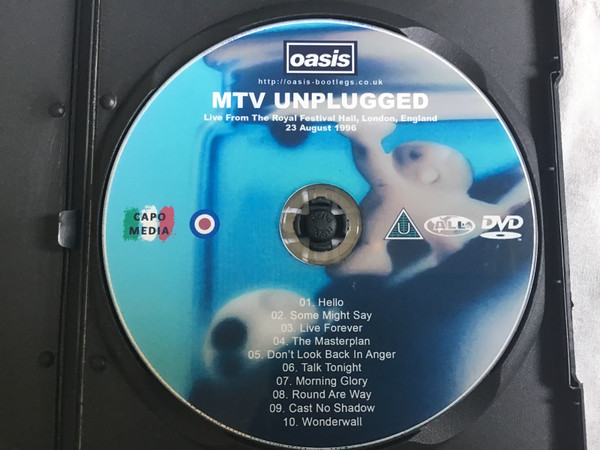 oasis
http://oasis-bootlegs.co.uk
MTV UNPLUGGED
Live From The Royal Festival Hall, London, England
23 August 1996
CAPO
MEDIA
U
ALL
DVD
01. Hello
02. Some Might Say
03. Live Forever
04. The Masterplan
05. Don't Look Back In Anger
06. Talk Tonight
07. Morning Glory
08. Round Are Way
09. Cast No Shadow
10. Wonderwall